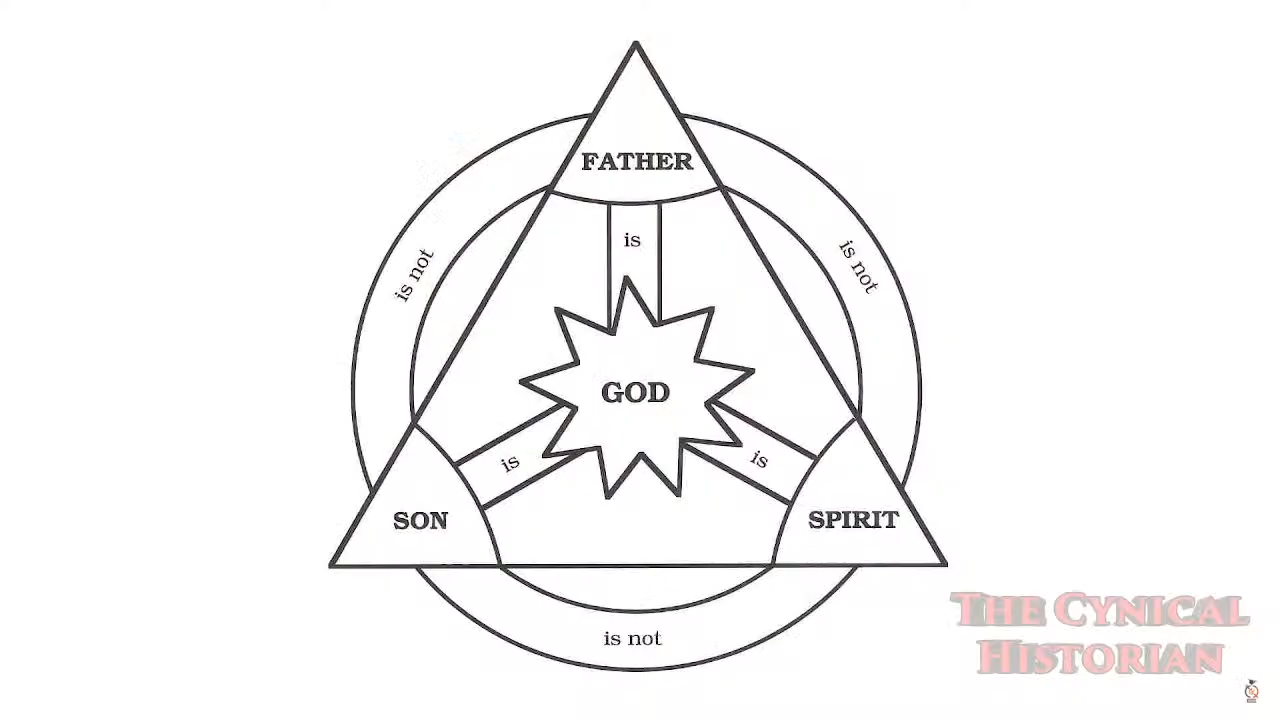 FATHER
is
is not
is not
GOD
is
is
SON
SPIRIT
is not
THE CYNICAL
HISTORIAN